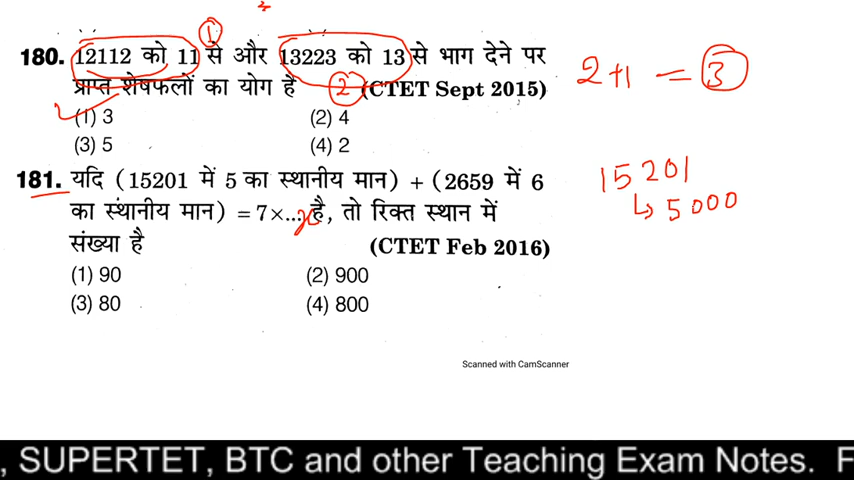 180. 12112 को 11 से और 13223 को 13 से भाग देने पर
प्राप्त शेषफलों का योग है (CTET Sept 2015)
(1) 3 (2) 4
(3) 5 (4) 2
1
2
2+1 = 3
181. यदि (15201 में 5 का स्थानीय मान) + (2659 में 6
का स्थानीय मान) = 7×...x है, तो रिक्त स्थान में
संख्या है (CTET Feb 2016)
(1) 90 (2) 900
(3) 80 (4) 800
15201
↳ 5000
Scanned with CamScanner
, SUPERTET, BTC and other Teaching Exam Notes. F